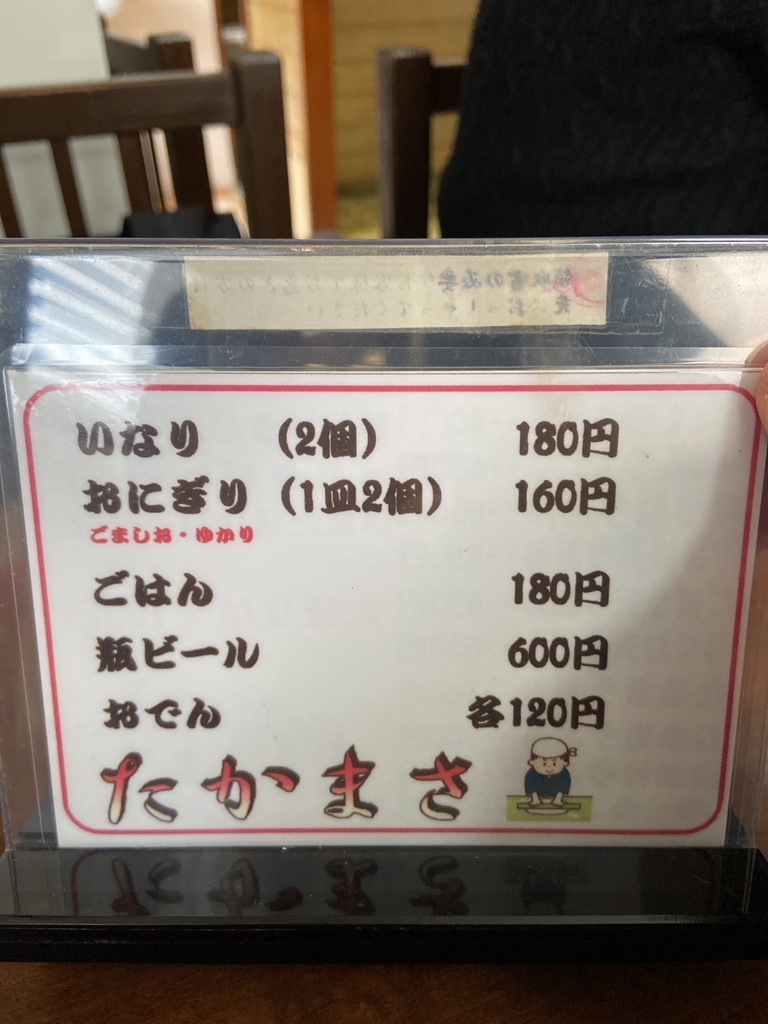 いなり (2個) 180円
おにぎり (1皿2個) 160円
ごましお・ゆかり
ごはん 180円
瓶ビール 600円
おでん 各120円
たかまさ